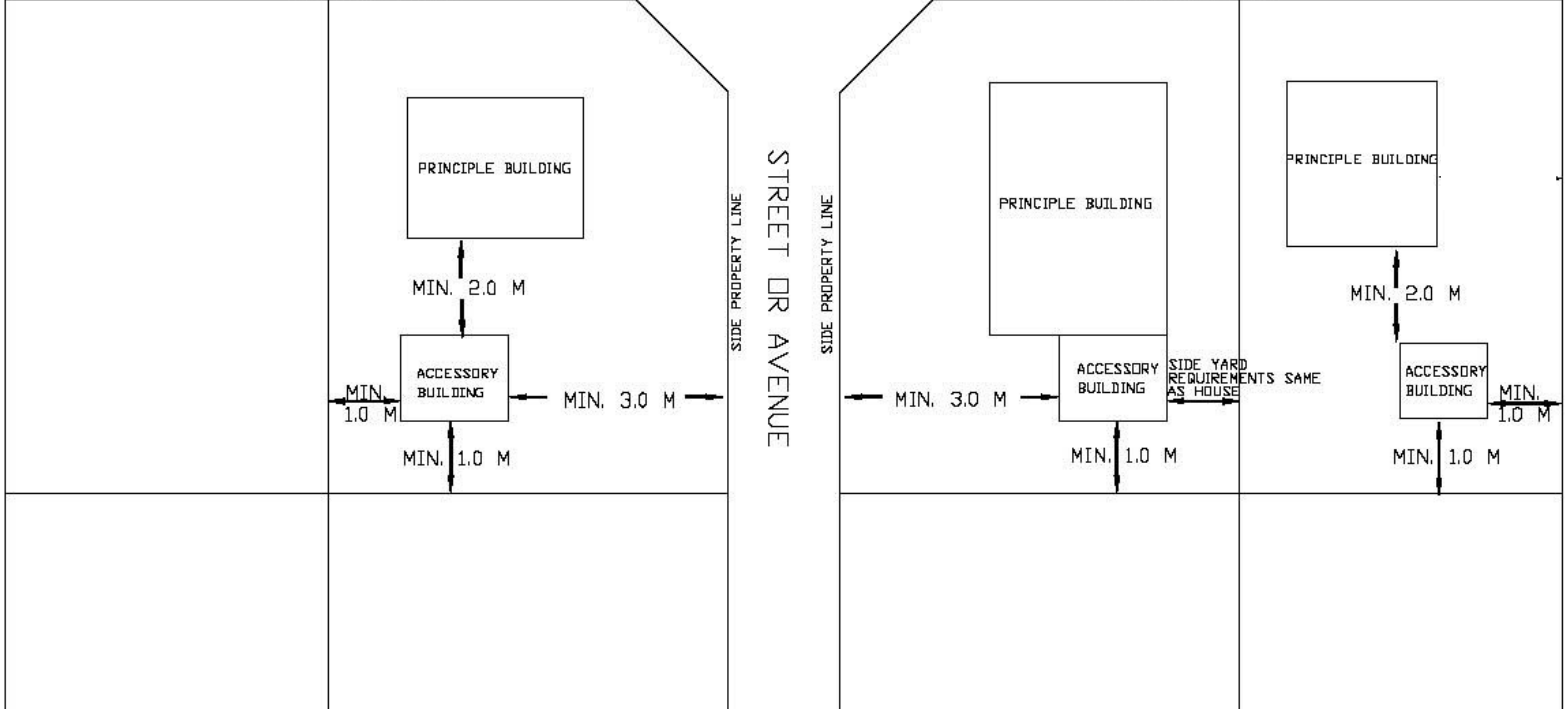 PRINCIPLE BUILDING
MIN. 2.0 M
ACCESSORY
BUILDING
MIN.
1.0 M
MIN. 3.0 M
MIN. 1.0 M
SIDE PROPERTY LINE
STREET OR AVENUE
SIDE PROPERTY LINE
PRINCIPLE BUILDING
ACCESSORY
BUILDING
SIDE YARD
REQUIREMENTS SAME
AS HOUSE
MIN. 3.0 M
MIN. 1.0 M
PRINCIPLE BUILDING
MIN. 2.0 M
ACCESSORY
BUILDING
MIN.
1.0 M
MIN. 1.0 M